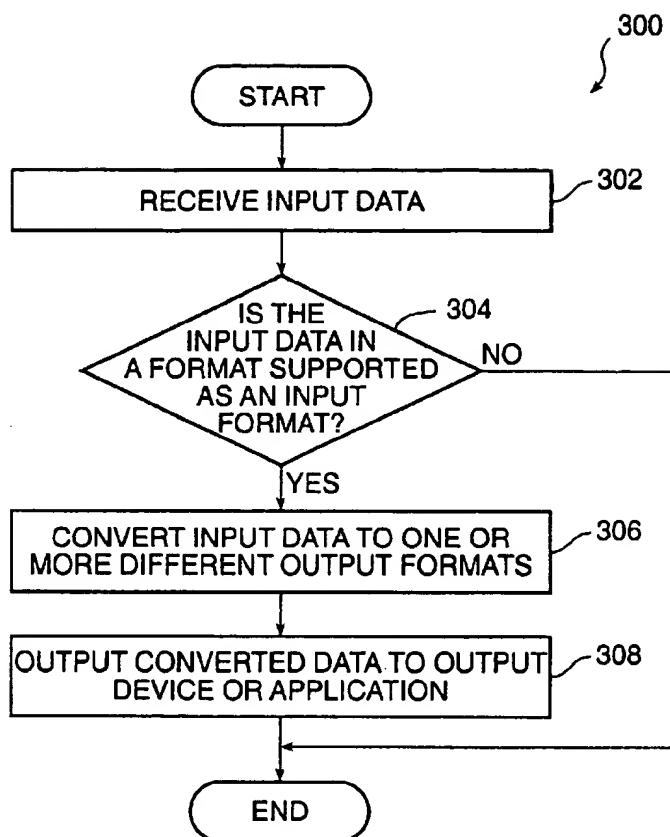 300
START
RECEIVE INPUT DATA
302
IS THE
INPUT DATA IN
A FORMAT SUPPORTED
AS AN INPUT
FORMAT?
304
NO
YES
CONVERT INPUT DATA TO ONE OR
MORE DIFFERENT OUTPUT FORMATS
306
OUTPUT CONVERTED DATA TO OUTPUT
DEVICE OR APPLICATION
308
END